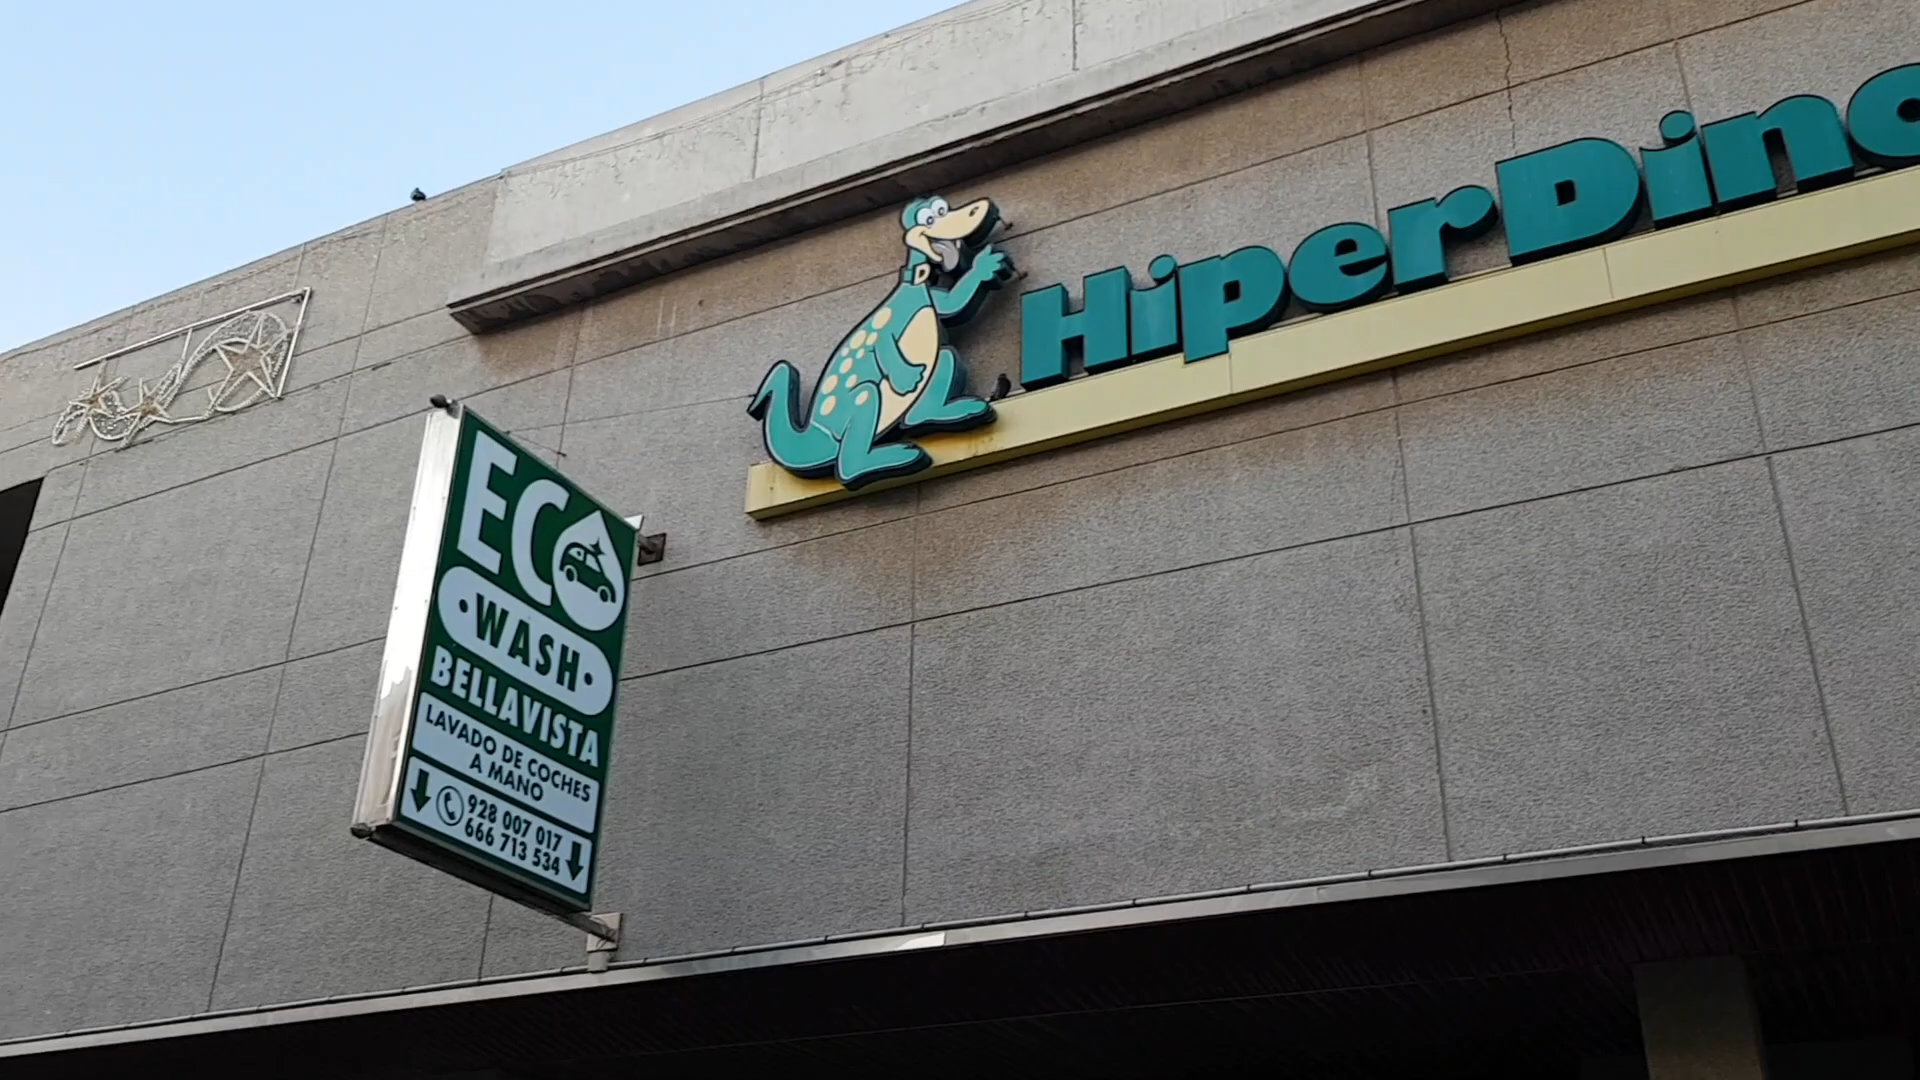 HiperDino
ECO
WASH
BELLAVISTA
LAVADO DE COCHES
A MANO
928 007 017
666 713 534